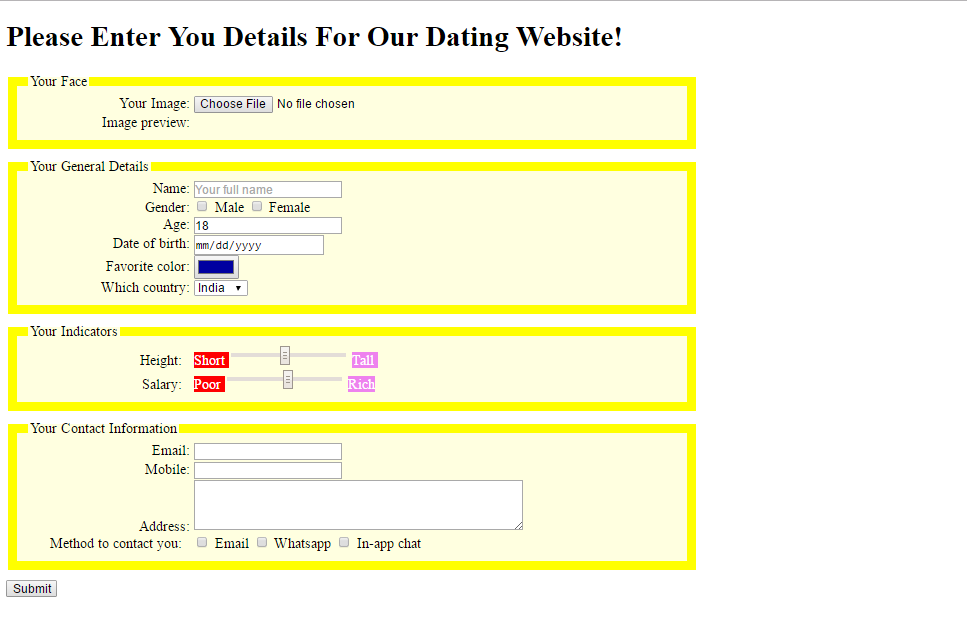 Please Enter You Details For Our Dating Website!
Your Face
Your Image: Choose File No file chosen
Image preview:
Your General Details
Name: Your full name
Gender: Male Female
Age: 18
Date of birth: mm/dd/yyyy
Favorite color:
Which country: India
Your Indicators
Height: Short Tall
Salary: Poor Rich
Your Contact Information
Email:
Mobile:
Address:
Method to contact you: Email Whatsapp In-app chat
Submit